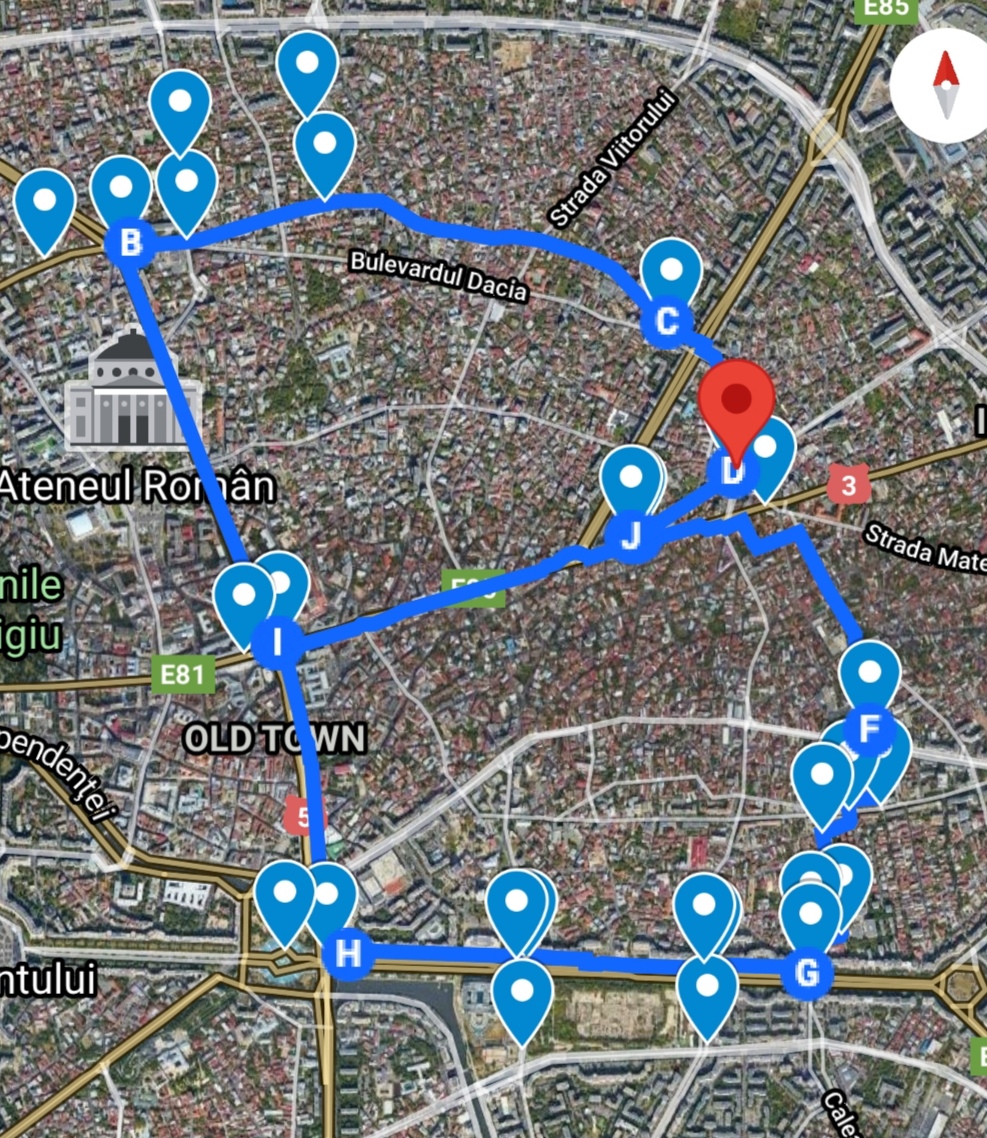 E85
Strada Viitorului
B
Bulevardul Dacia
C
Ateneul Român
D
3
J
Strada Mate
nile
igiu
I
E81
F
OLD TOWN
pendenței
5
H
G
ntului
Cale